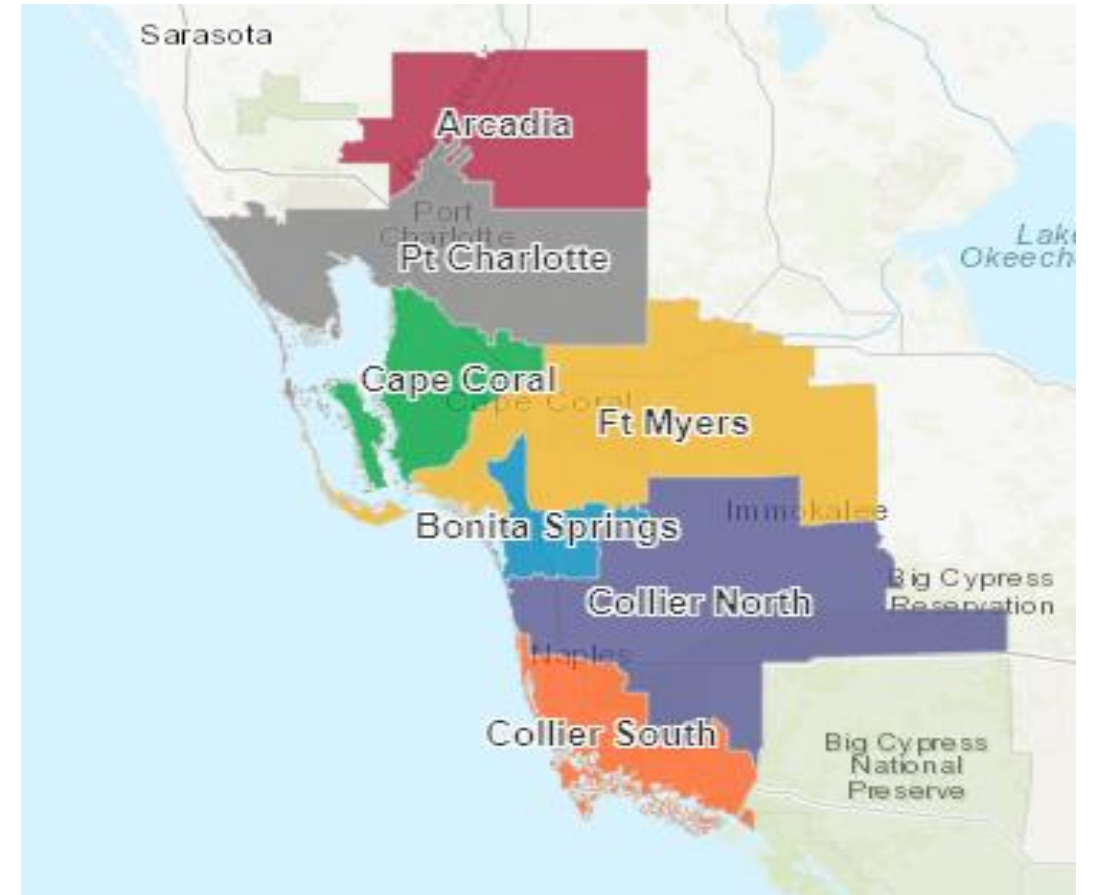 Sarasota
Arcadia
Port
Charlotte
Pt Charlotte
Lake
Okeech
Cape Coral
Cape Coral
Ft Myers
Immokalee
Bonita Springs
Big Cypress
Reservation
Collier North
Naples
Collier South
Big Cypress
National
Preserve